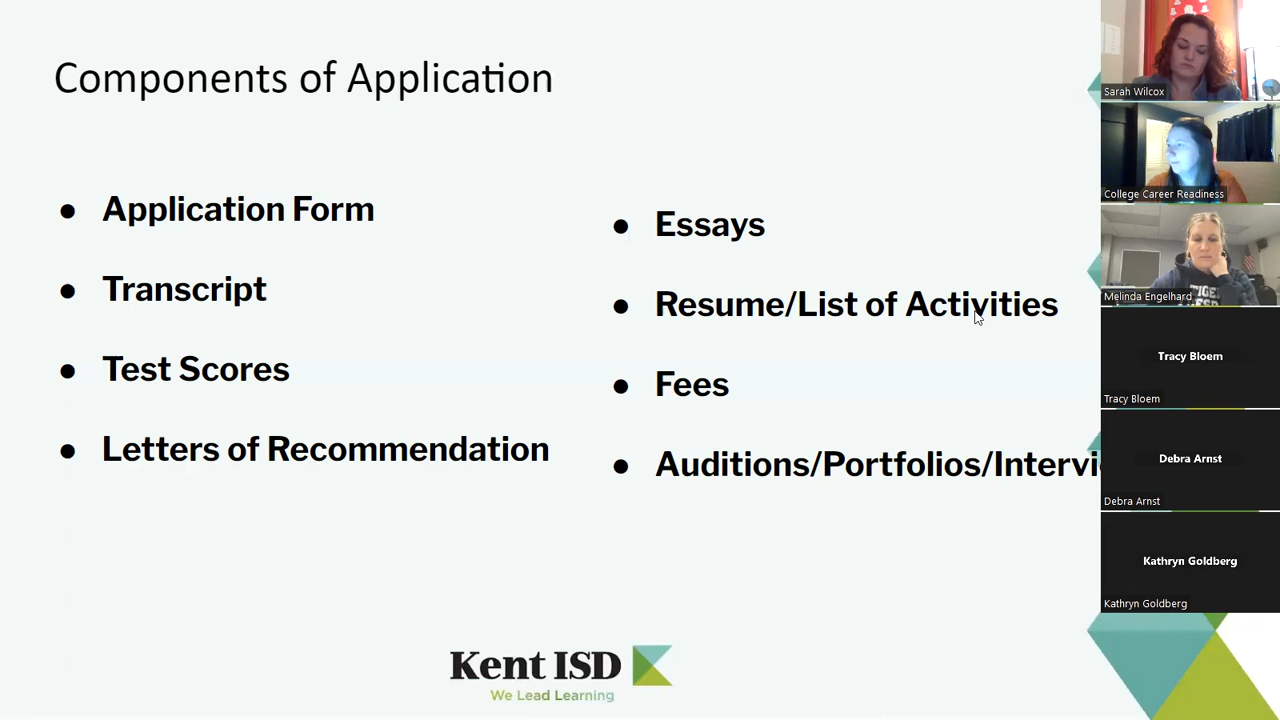 Components of Application
Application Form
Transcript
Test Scores
Letters of Recommendation
Essays
Resume/List of Activities
Fees
Auditions/Portfolios/Intervi
Kent ISD
We Lead Learning
Sarah Wilcox
College Career Readiness
Melinda Engelhard
Tracy Bloem
Tracy Bloem
Debra Arnst
Debra Arnst
Kathryn Goldberg
Kathryn Goldberg